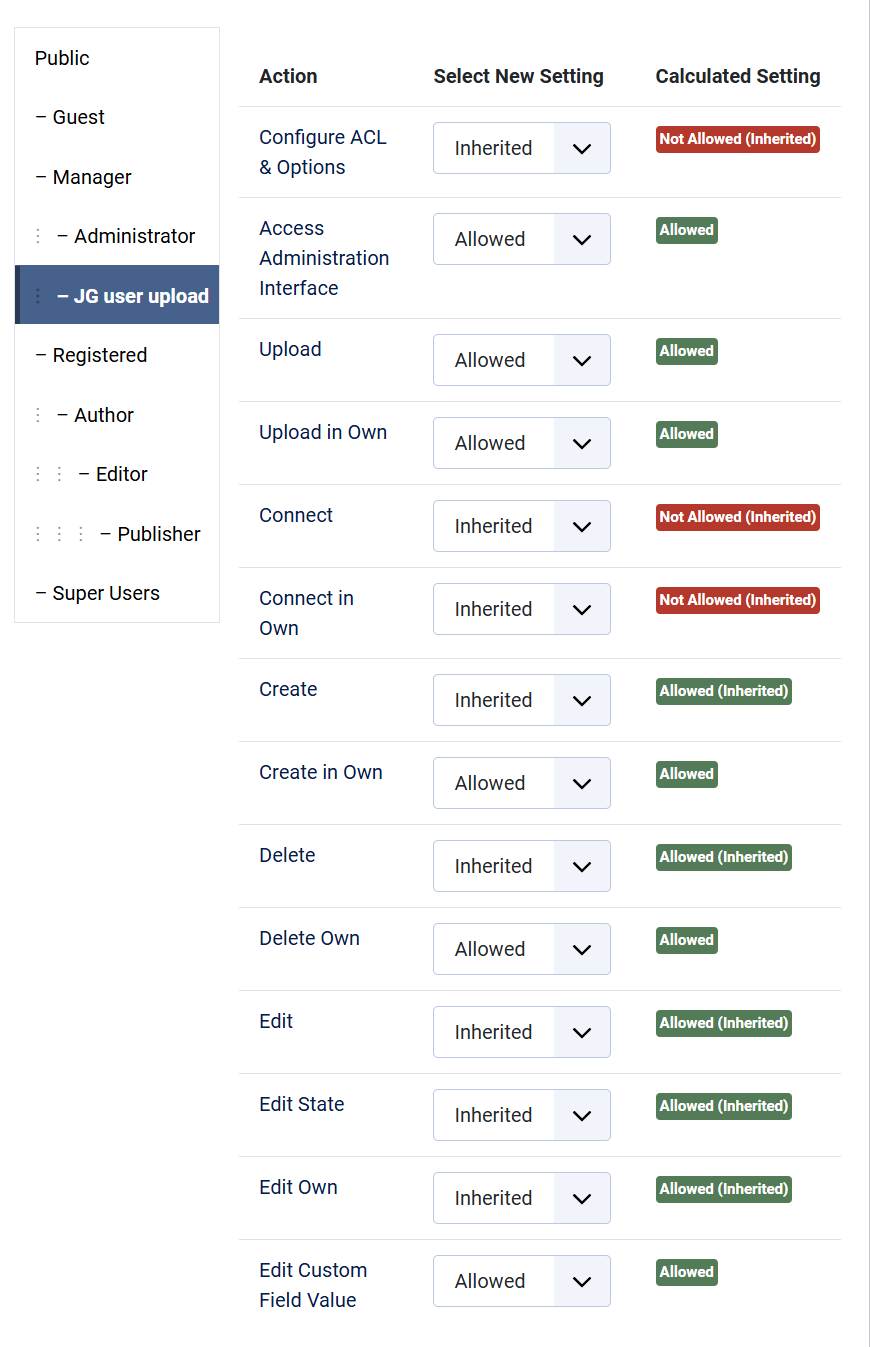 Public
– Guest
– Manager
– Administrator
– JG user upload
– Registered
– Author
– Editor
– Publisher
– Super Users
Action Select New Setting Calculated Setting
Configure ACL
& Options
Inherited
Not Allowed (Inherited)
Access
Administration
Interface
Allowed
Allowed
Upload
Allowed
Allowed
Upload in Own
Allowed
Allowed
Connect
Inherited
Not Allowed (Inherited)
Connect in
Own
Inherited
Not Allowed (Inherited)
Create
Inherited
Allowed (Inherited)
Create in Own
Allowed
Allowed
Delete
Inherited
Allowed (Inherited)
Delete Own
Allowed
Allowed
Edit
Inherited
Allowed (Inherited)
Edit State
Inherited
Allowed (Inherited)
Edit Own
Inherited
Allowed (Inherited)
Edit Custom
Field Value
Allowed
Allowed